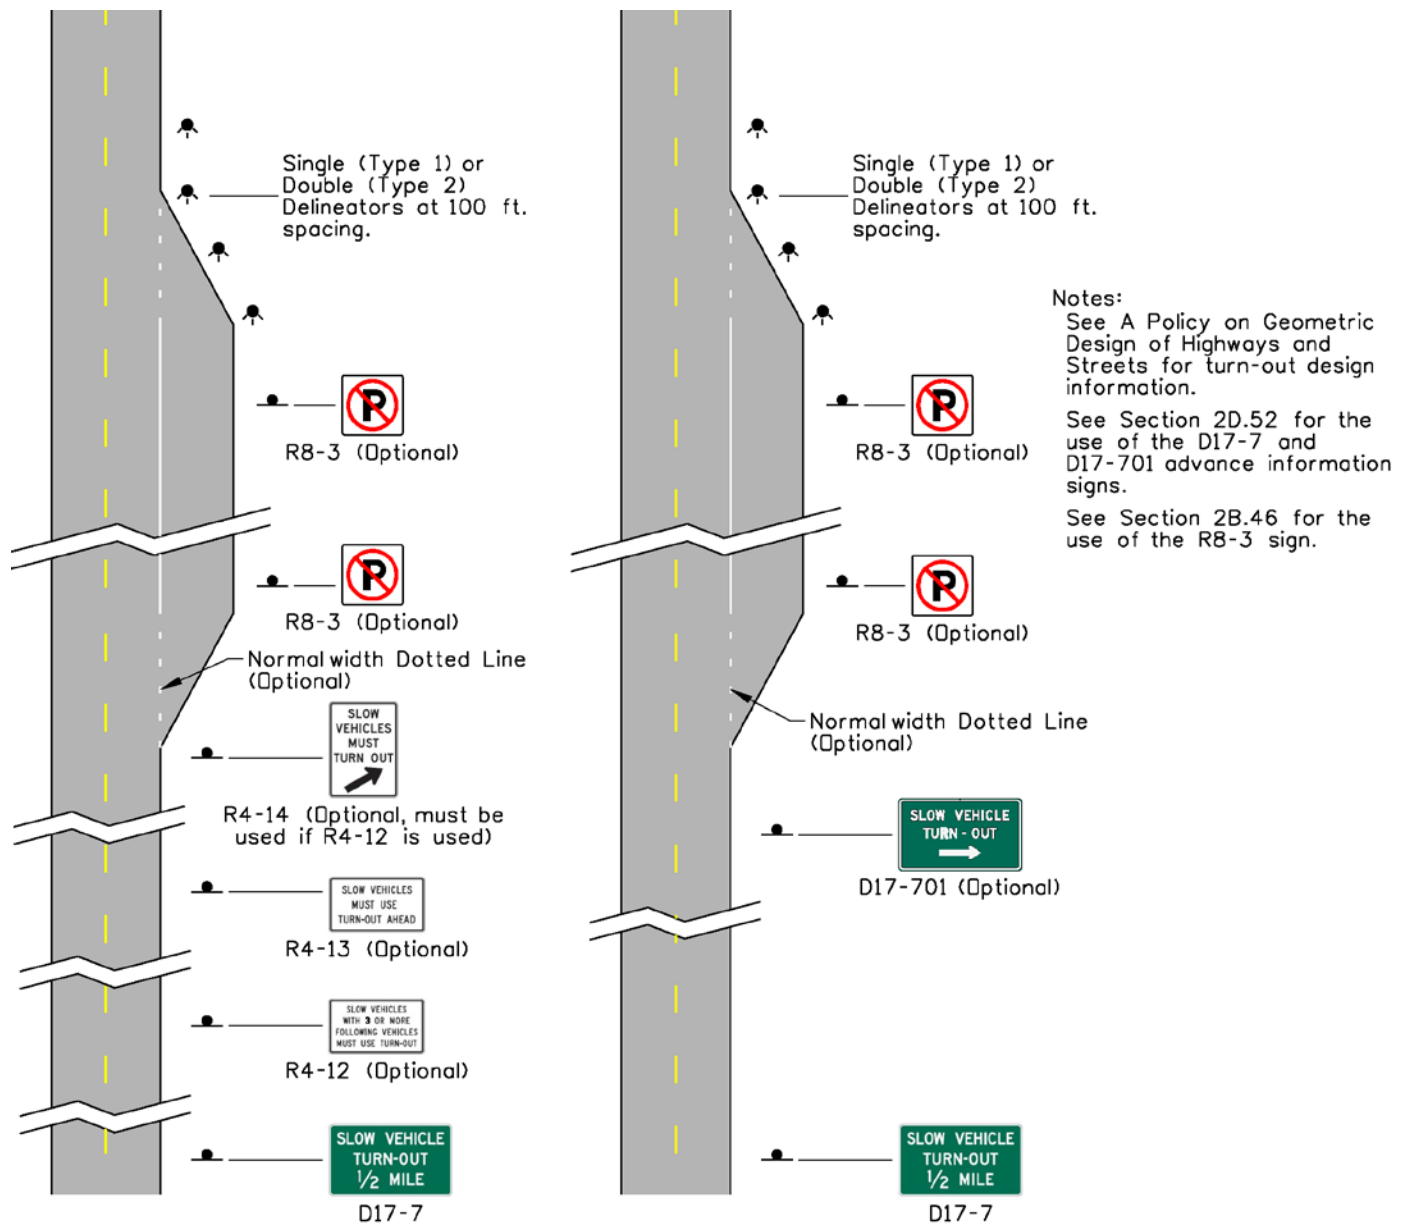 Single (Type 1) or
Double (Type 2)
Delineators at 100 ft.
spacing.
P
R8-3 (Optional)
P
R8-3 (Optional)
Normal width Dotted Line
(Optional)
SLOW
VEHICLES
MUST
TURN OUT
R4-14 (Optional, must be
used if R4-12 is used)
SLOW VEHICLES
MUST USE
TURN-OUT AHEAD
R4-13 (Optional)
SLOW VEHICLES
WITH 3 OR MORE
FOLLOWING VEHICLES
MUST USE TURN-OUT
R4-12 (Optional)
SLOW VEHICLE
TURN-OUT
1/2 MILE
D17-7
Single (Type 1) or
Double (Type 2)
Delineators at 100 ft.
spacing.
P
R8-3 (Optional)
P
R8-3 (Optional)
Normal width Dotted Line
(Optional)
SLOW VEHICLE
TURN-OUT
D17-701 (Optional)
SLOW VEHICLE
TURN-OUT
1/2 MILE
D17-7
Notes:
See A Policy on Geometric
Design of Highways and
Streets for turn-out design
information.
See Section 2D.52 for the
use of the D17-7 and
D17-701 advance information
signs.
See Section 2B.46 for the
use of the R8-3 sign.